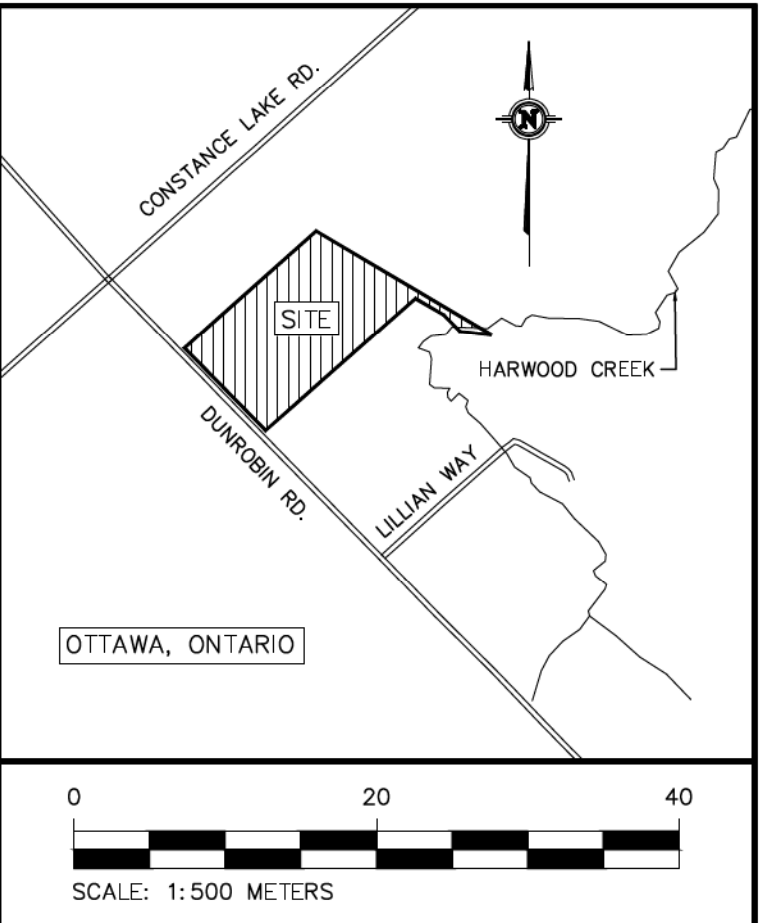 CONSTANCE LAKE RD.
N
SITE
HARWOOD CREEK
DUNROBIN RD.
LILLIAN WAY
OTTAWA, ONTARIO
0 20 40
SCALE: 1:500 METERS